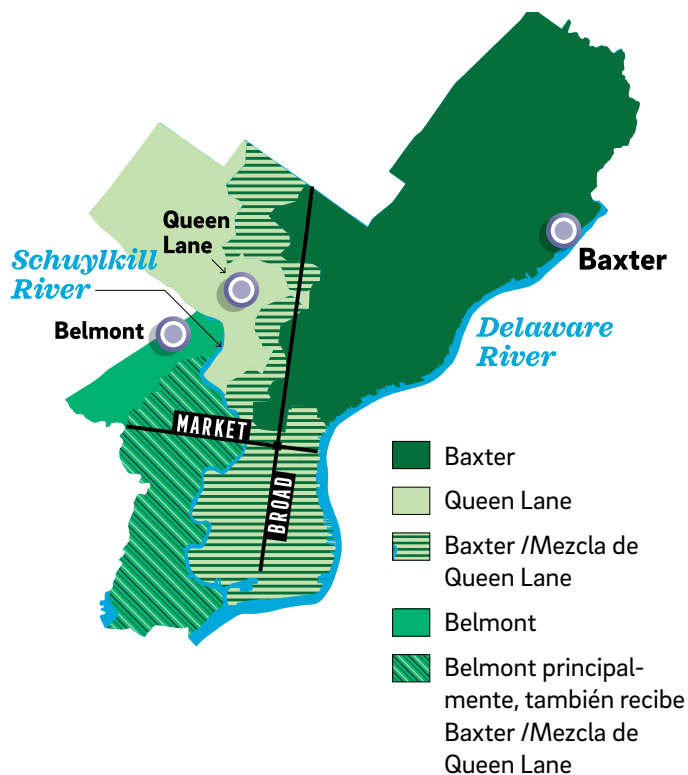 Queen
Lane
Schuylkill
River
Baxter
Belmont
Delaware
River
MARKET
BROAD
Baxter
Queen Lane
Baxter /Mezcla de
Queen Lane
Belmont
Belmont principal-
mente, también recibe
Baxter /Mezcla de
Queen Lane